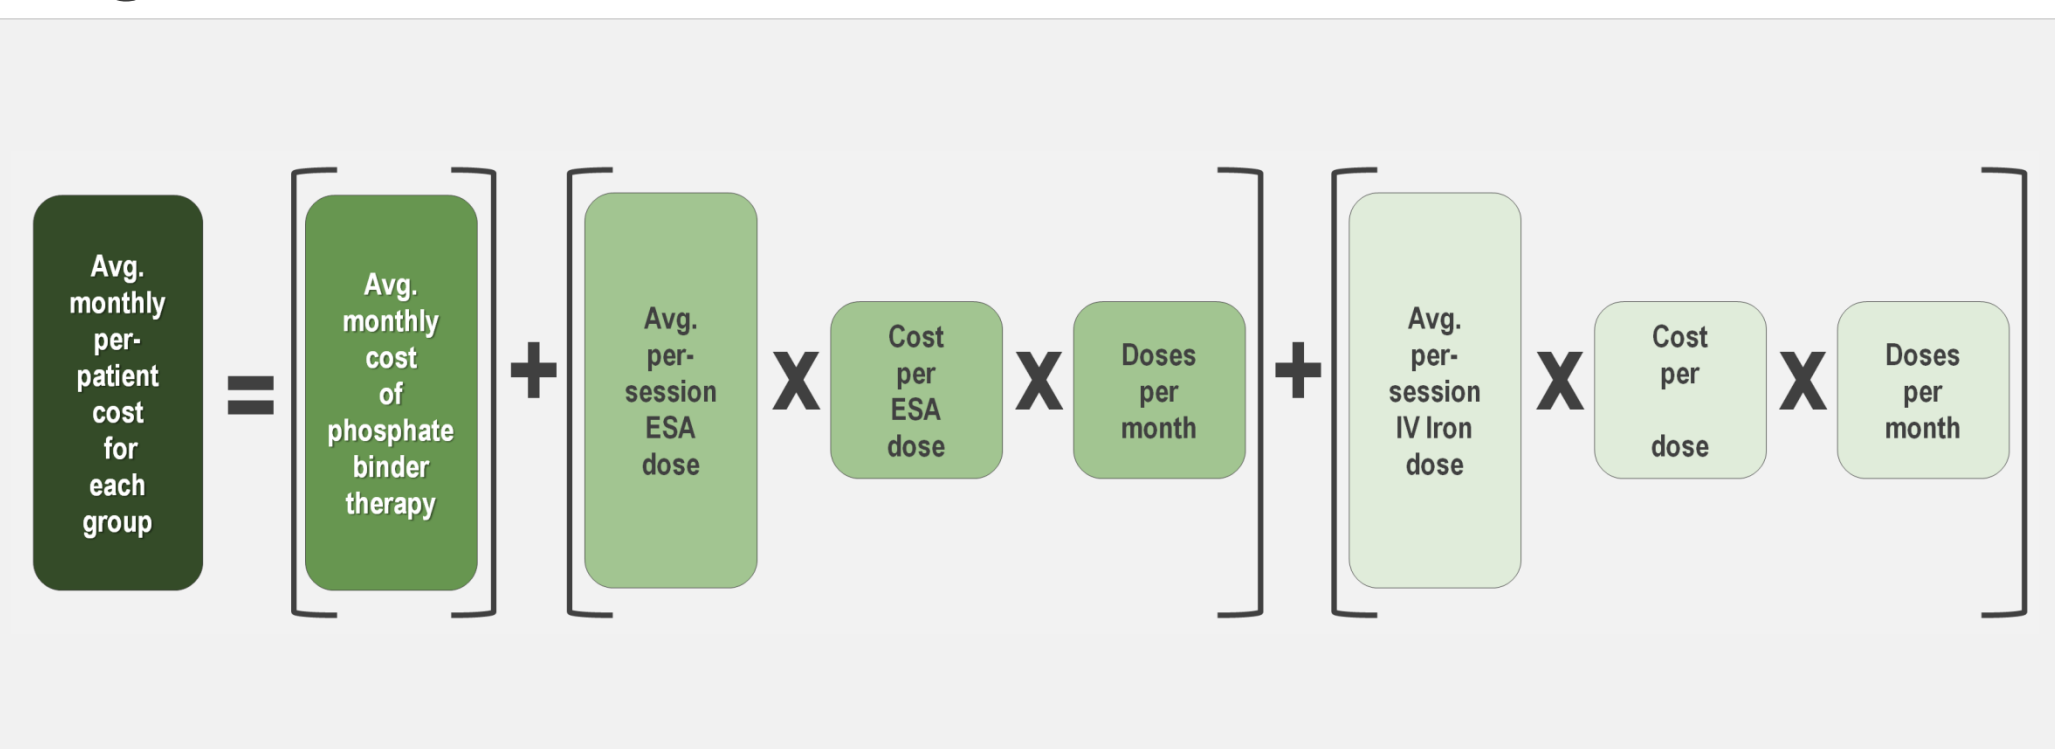 Avg.
monthly
per-
patient
cost
for
each
group
=
Avg.
monthly
cost
of
phosphate
binder
therapy
+
Avg.
per-
session
ESA
dose
X
Cost
per
ESA
dose
X
Doses
per
month
+
Avg.
per-
session
IV Iron
dose
X
Cost
per
dose
X
Doses
per
month